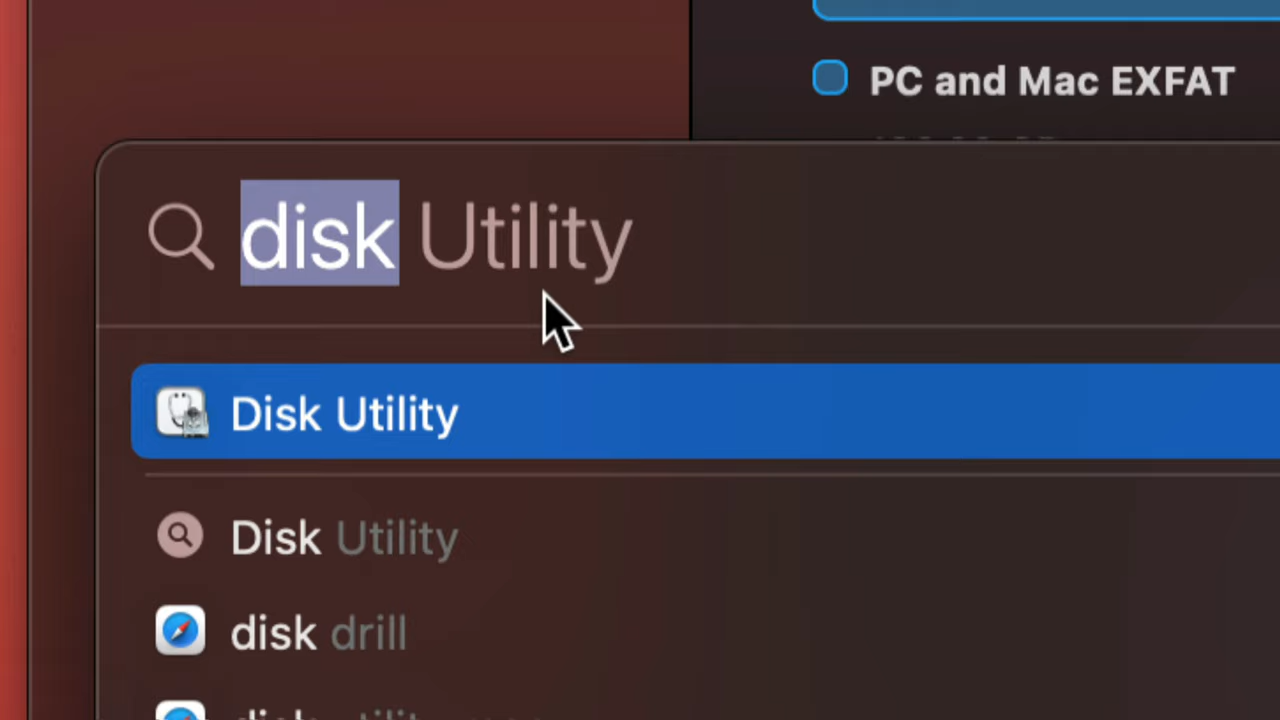 PC and Mac EXFAT
disk Utility
Disk Utility
Disk Utility
disk drill